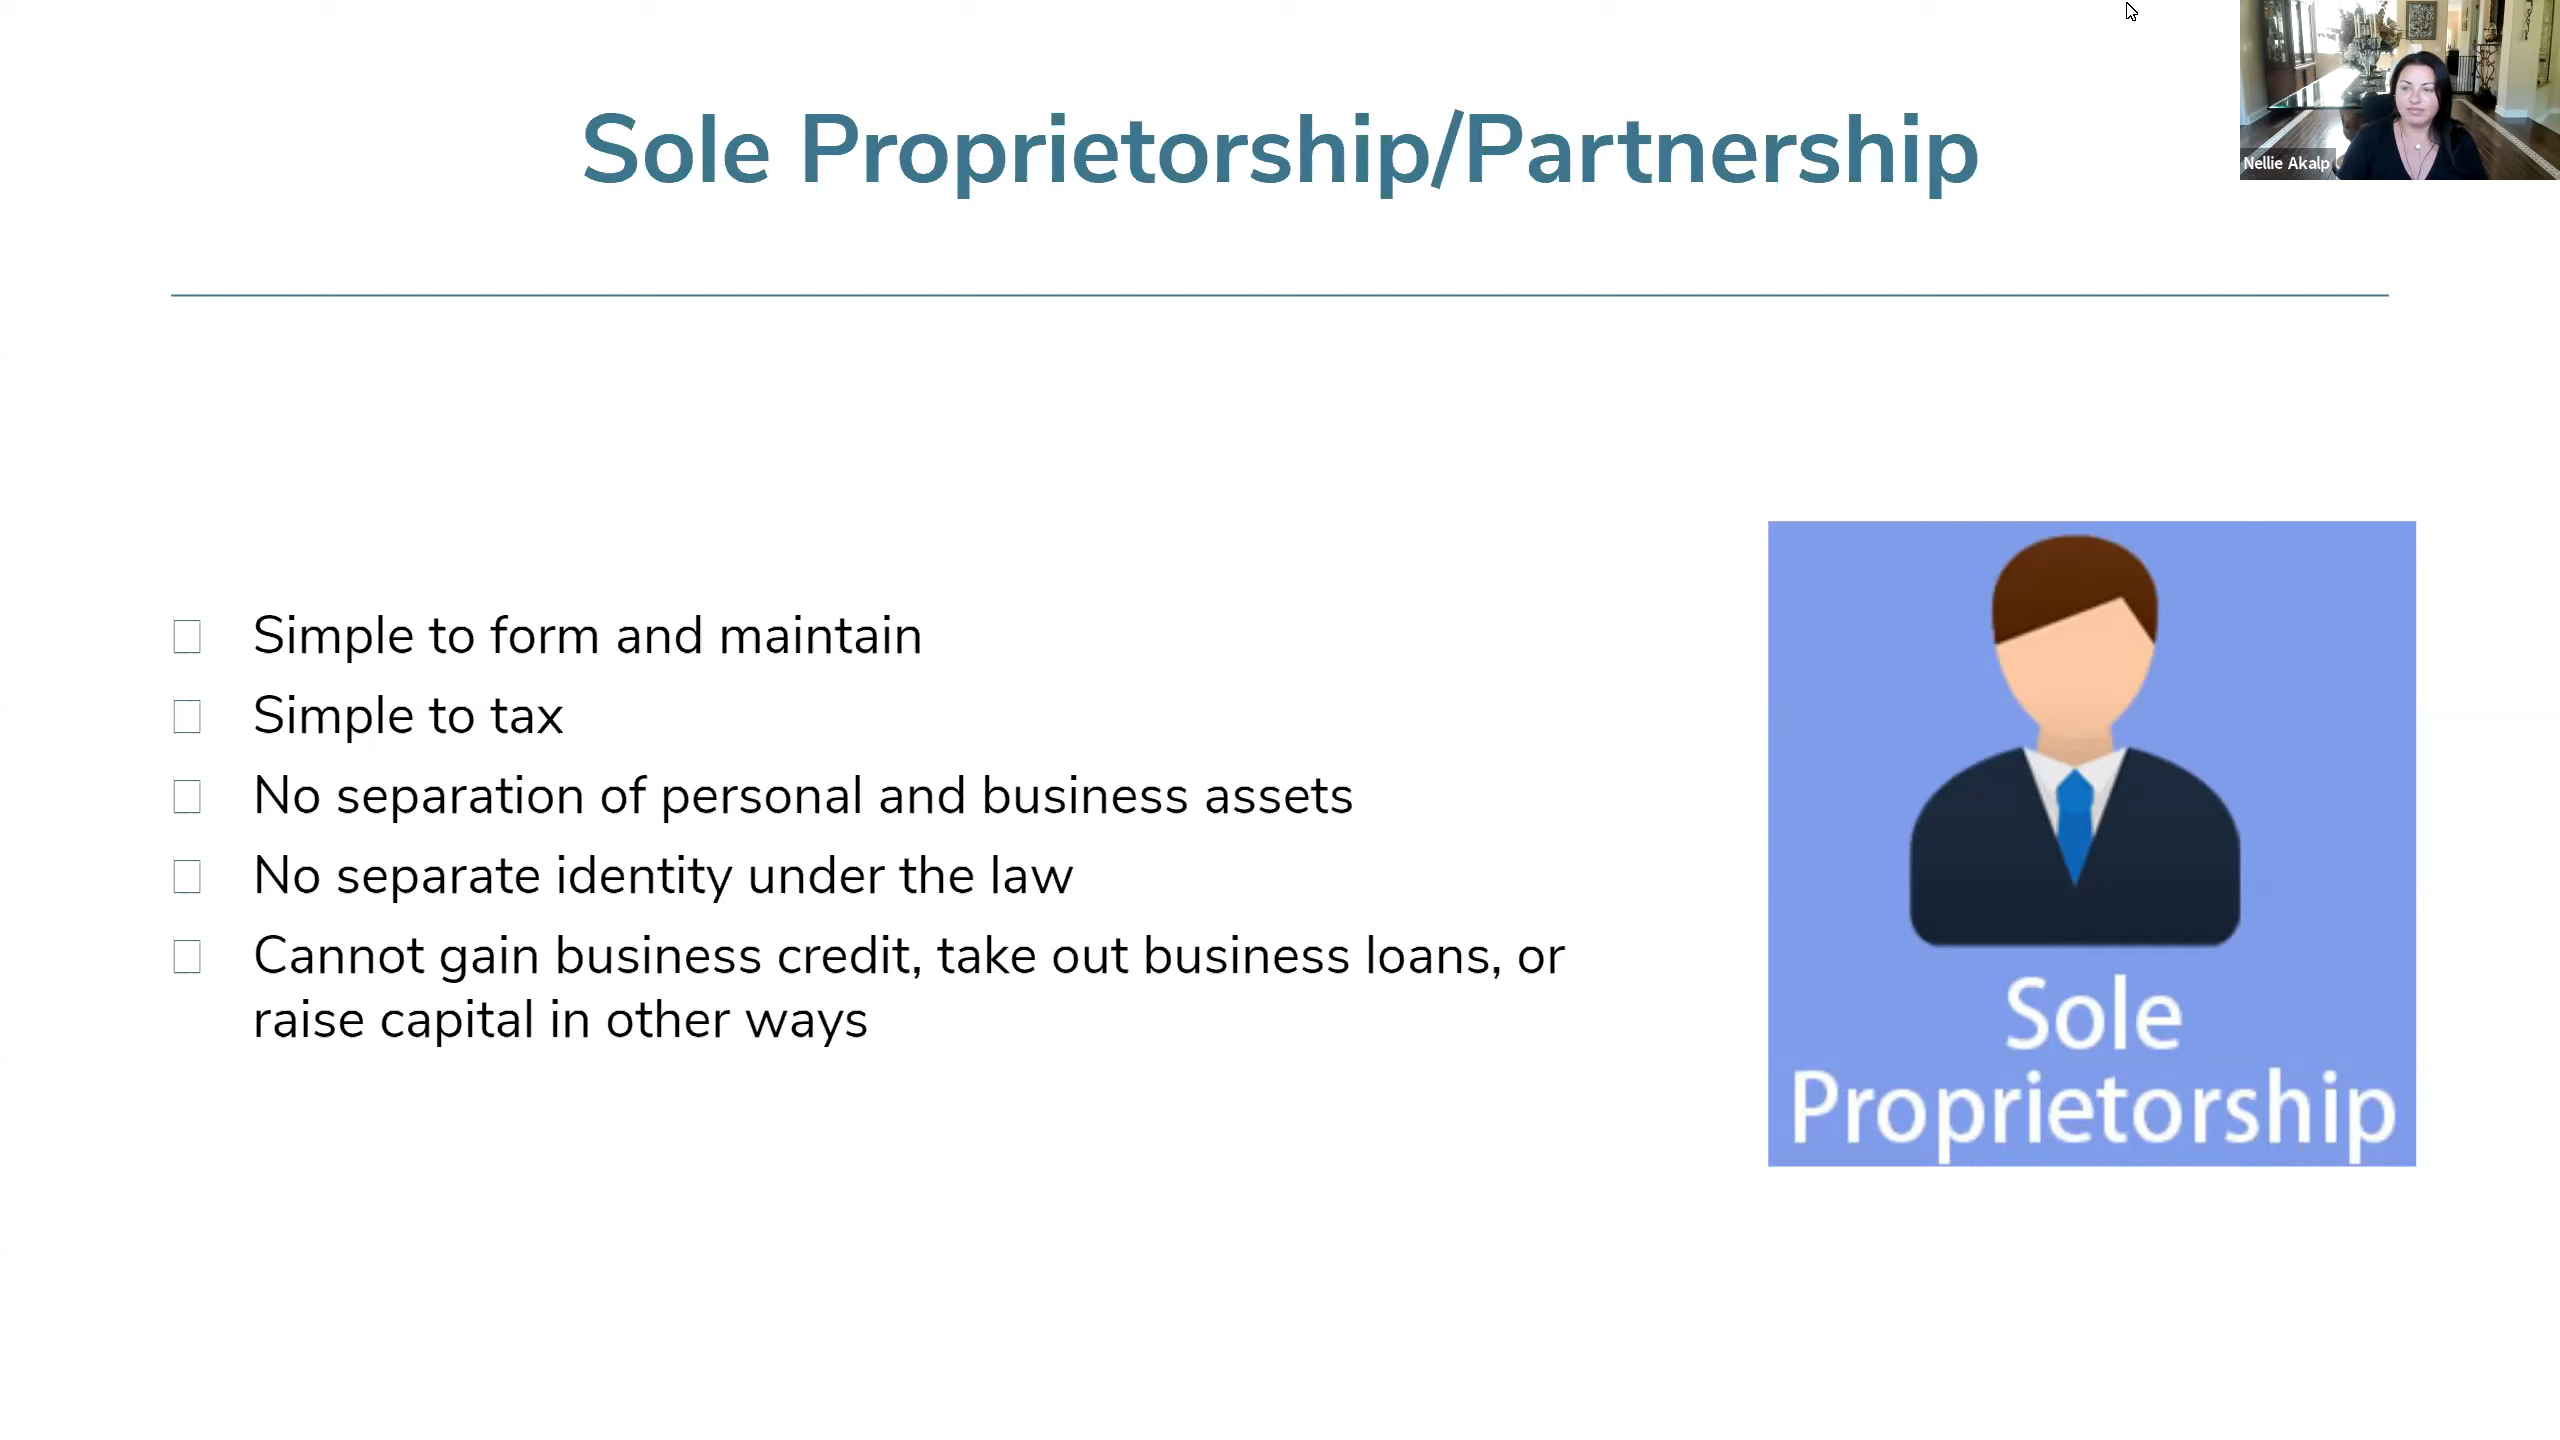 Sole Proprietorship/Partnership
Nellie Akalp
Simple to form and maintain
Simple to tax
No separation of personal and business assets
No separate identity under the law
Cannot gain business credit, take out business loans, or
raise capital in other ways
Sole
Proprietorship